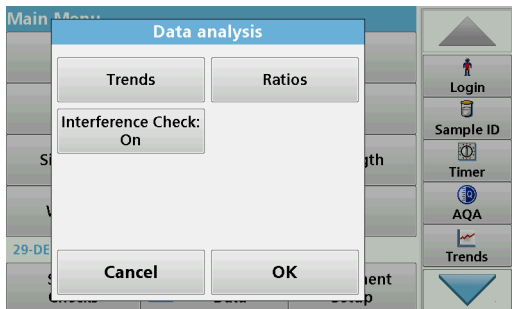 Main Menu
Data analysis
Trends
Ratios
Login
Interference Check:
On
Sample ID
Timer
AQA
29-DE
Trends
Cancel
OK